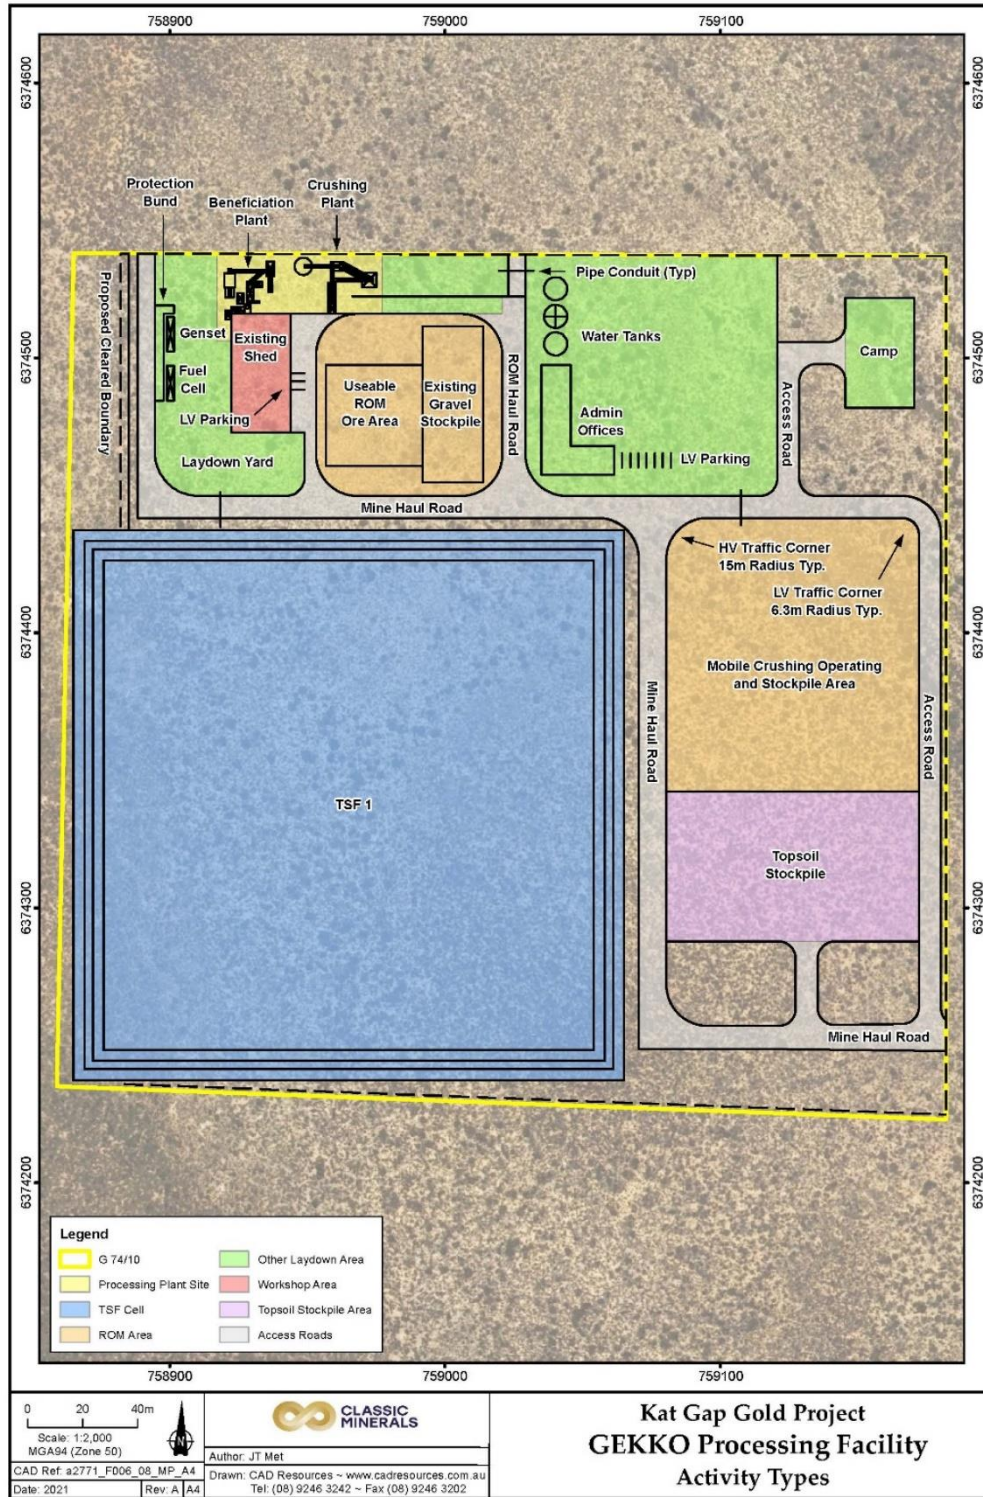 758900
759000
759100
6374600
6374600
Protection
Bund
Beneficiation
Plant
Crushing
Plant
Proposed Cleared Boundary
Pipe Conduit (Typ)
Genset
Existing
Shed
Water Tanks
6374500
6374500
Camp
Fuel
Cell
Useable
ROM
Ore Area
Existing
Gravel
Stockpile
ROM Haul Road
Access Road
LV Parking
Admin
Offices
Laydown Yard
LV Parking
Mine Haul Road
HV Traffic Corner
15m Radius Typ.
LV Traffic Corner
6.3m Radius Typ.
6374400
6374400
Mobile Crushing Operating
and Stockpile Area
Mine Haul Road
Access Road
TSF 1
Topsoil
Stockpile
6374300
6374300
Mine Haul Road
6374200
6374200
Legend
G 74/10
Processing Plant Site
TSF Cell
ROM Area
Other Laydown Area
Workshop Area
Topsoil Stockpile Area
Access Roads
758900
759000
759100
0 20 40m
Scale: 1:2,000
MGA94 (Zone 50)
N
CAD Ref: a2771_F006_08_MP_A4
Date: 2021
Rev: A
A4
CLASSIC
MINERALS
Author: JT Met
Drawn: CAD Resources ~ www.cadresources.com.au
Tel: (08) 9246 3242 ~ Fax (08) 9246 3202
Kat Gap Gold Project
GEKKO Processing Facility
Activity Types